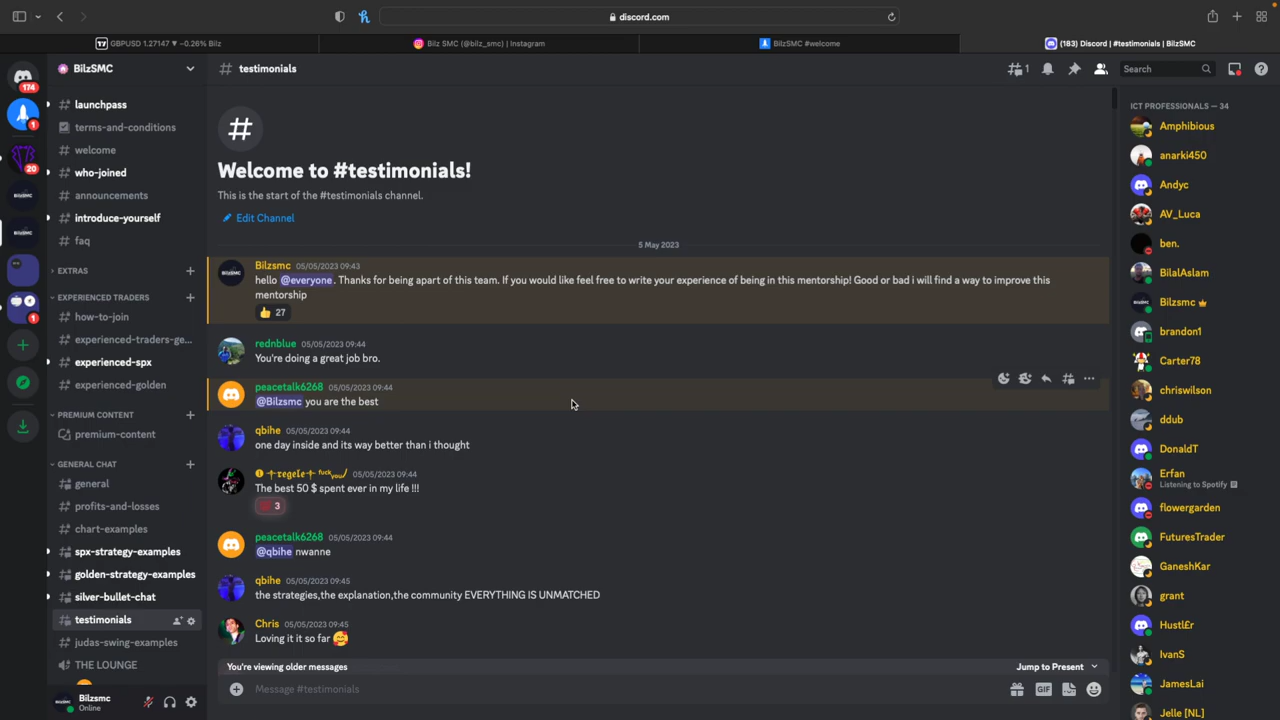 discord.com
GBPUSD 1.27147 ▼ −0.26% Bilz
Bilz SMC (@bilz_smc) | Instagram
BilzSMC #welcome
(183) Discord | #testimonials | BilzSMC
174
1
20
1
BilzSMC
launchpass
terms-and-conditions
welcome
who-joined
announcements
introduce-yourself
faq
EXTRAS
EXPERIENCED TRADERS
how-to-join
experienced-traders-ge...
experienced-spx
experienced-golden
PREMIUM CONTENT
premium-content
GENERAL CHAT
general
profits-and-losses
chart-examples
spx-strategy-examples
golden-strategy-examples
silver-bullet-chat
testimonials
judas-swing-examples
THE LOUNGE
Bilzsmc
Online
# testimonials
1
Search
#
Welcome to #testimonials!
This is the start of the #testimonials channel.
Edit Channel
5 May 2023
Bilzsmc 05/05/2023 09:43
hello @everyone. Thanks for being apart of this team. If you would like feel free to write your experience of being in this mentorship! Good or bad i will find a way to improve this
mentorship
👍 27
rednblue 05/05/2023 09:44
You're doing a great job bro.
peacetalk6268 05/05/2023 09:44
@Bilzsmc you are the best
qbihe 05/05/2023 09:44
one day inside and its way better than i thought
05/05/2023 09:44
The best 50 $ spent ever in my life !!!
3
peacetalk6268 05/05/2023 09:44
@qbihe nwanne
qbihe 05/05/2023 09:45
the strategies,the explanation,the community EVERYTHING IS UNMATCHED
Chris 05/05/2023 09:45
Loving it it so far 🥰
You're viewing older messages
Jump to Present
Message #testimonials
GIF
ICT PROFESSIONALS — 34
Amphibious
anarki450
Andyc
AV_Luca
ben.
BilalAslam
Bilzsmc
brandon1
Carter78
chriswilson
ddub
DonaldT
Erfan
Listening to Spotify
flowergarden
FuturesTrader
GaneshKar
grant
Hustl£r
IvanS
JamesLai
Jelle [NL]